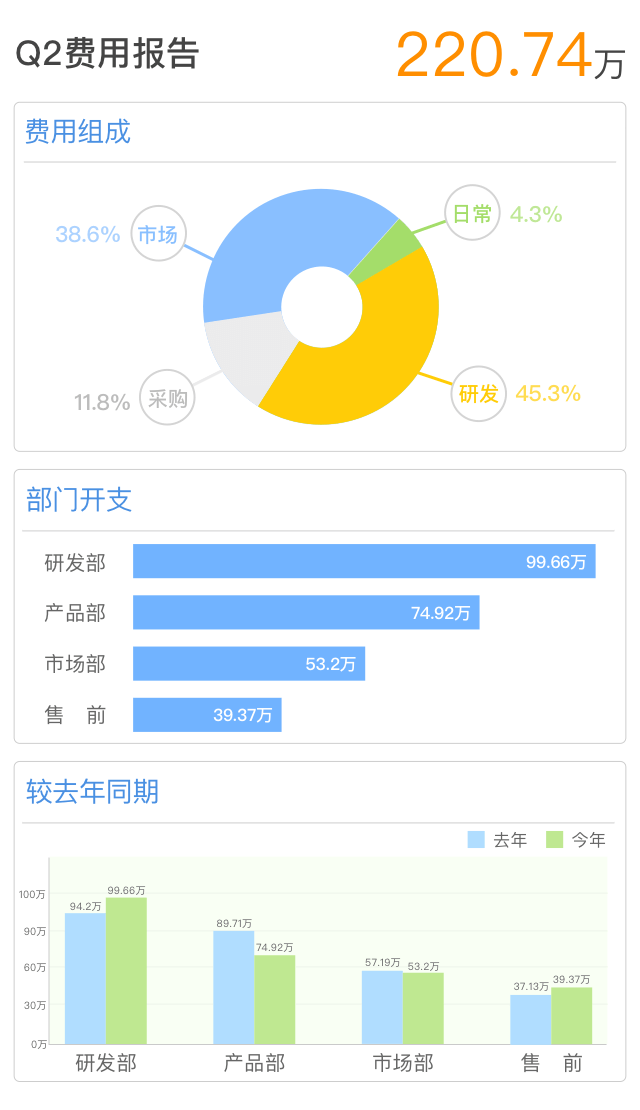 Q2费用报告 220.74万
费用组成
38.6% 市场 日常 4.3%
11.8% 采购 研发 45.3%
部门开支
研发部 99.66万
产品部 74.92万
市场部 53.2万
售 前 39.37万
较去年同期
去年 今年
100万
90万
60万
30万
0万
94.2万 99.66万
89.71万 74.92万
57.19万 53.2万
37.13万 39.37万
研发部 产品部 市场部 售 前